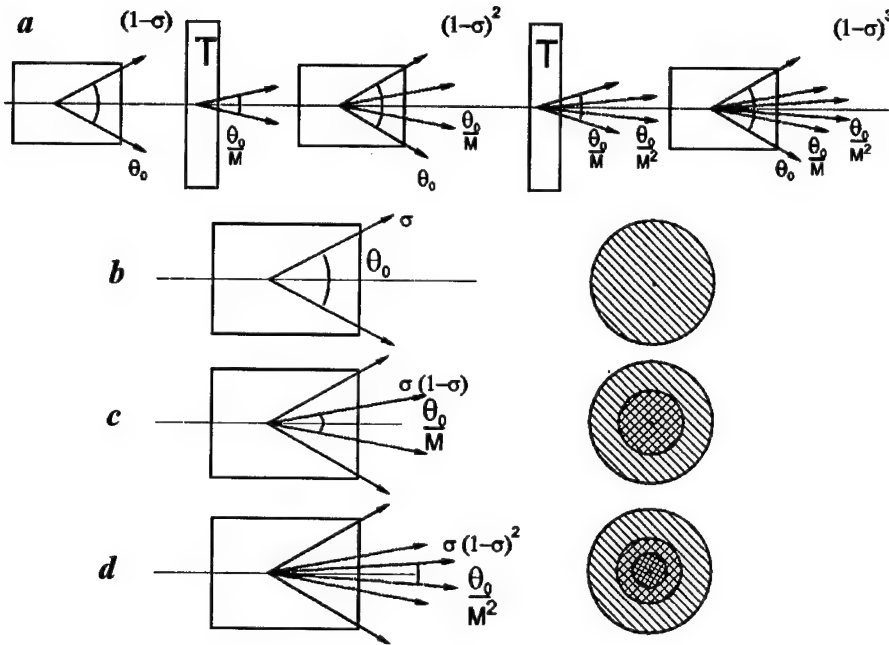 a (1-σ) T (1-σ)² T (1-σ)³
θ₀ θ₀/M θ₀/M θ₀ θ₀/M θ₀/M² θ₀ θ₀/M θ₀/M²
b σ θ₀
c σ(1-σ) θ₀/M
d σ(1-σ)² θ₀/M²